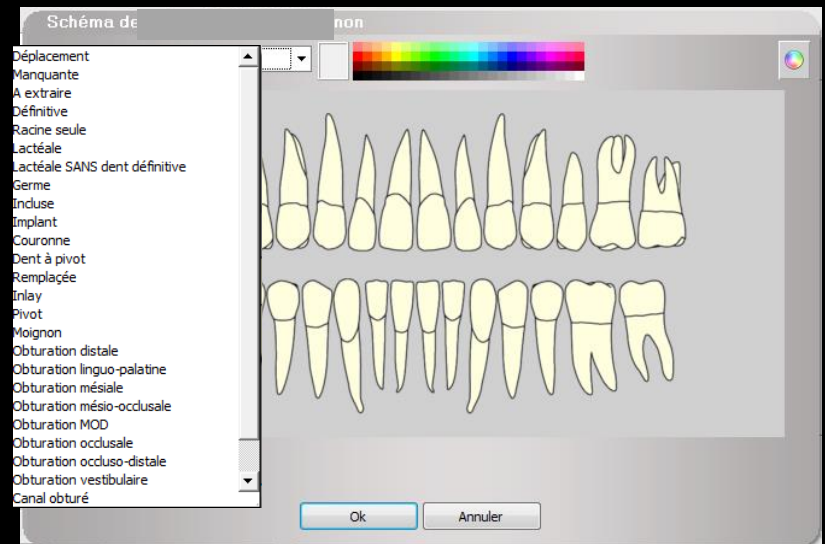 Schéma de non
Déplacement
Manquante
A extraire
Définitive
Racine seule
Lactéale
Lactéale SANS dent définitive
Germe
Incluse
Implant
Couronne
Dent à pivot
Remplaçée
Inlay
Pivot
Moignon
Obturation distale
Obturation linguo-palatine
Obturation mésiale
Obturation mésio-occlusale
Obturation MOD
Obturation occlusale
Obturation occluso-distale
Obturation vestibulaire
Canal obturé
Ok Annuler